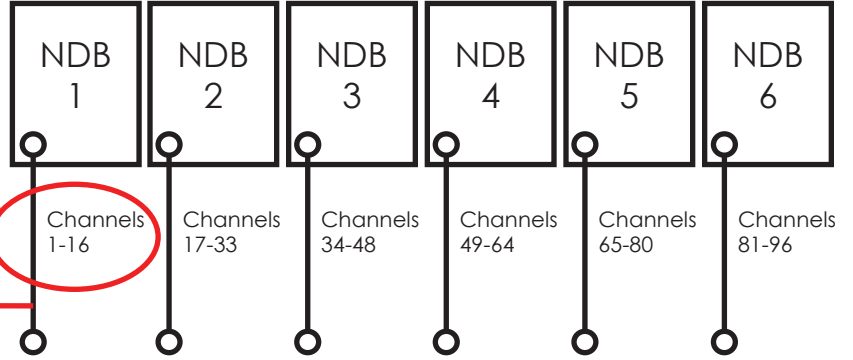 NDB
1
NDB
2
NDB
3
NDB
4
NDB
5
NDB
6
Channels
1-16
Channels
17-33
Channels
34-48
Channels
49-64
Channels
65-80
Channels
81-96